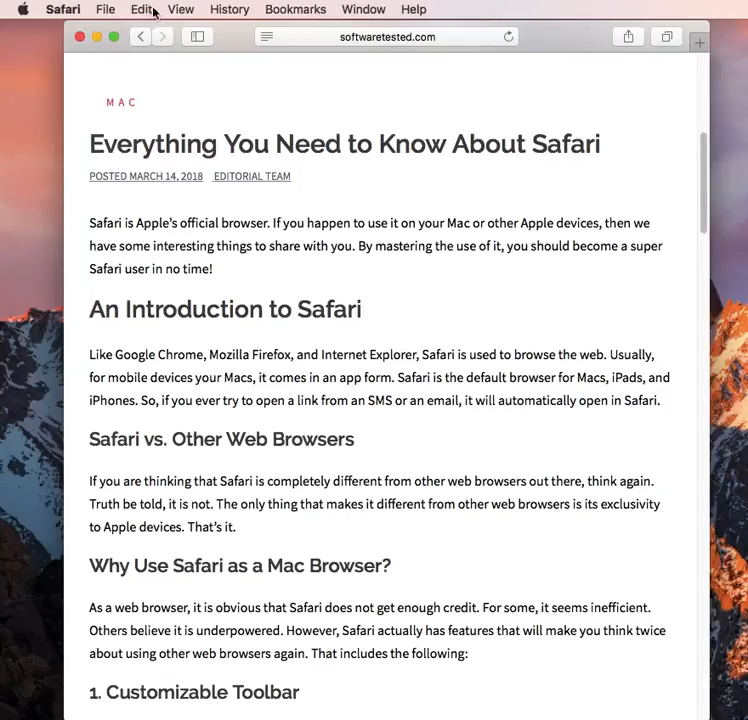 Safari File Edit View History Bookmarks Window Help
softwaretested.com
MAC
Everything You Need to Know About Safari
POSTED MARCH 14, 2018 EDITORIAL TEAM
Safari is Apple’s official browser. If you happen to use it on your Mac or other Apple devices, then we
have some interesting things to share with you. By mastering the use of it, you should become a super
Safari user in no time!
An Introduction to Safari
Like Google Chrome, Mozilla Firefox, and Internet Explorer, Safari is used to browse the web. Usually,
for mobile devices your Macs, it comes in an app form. Safari is the default browser for Macs, iPads, and
iPhones. So, if you ever try to open a link from an SMS or an email, it will automatically open in Safari.
Safari vs. Other Web Browsers
If you are thinking that Safari is completely different from other web browsers out there, think again.
Truth be told, it is not. The only thing that makes it different from other web browsers is its exclusivity
to Apple devices. That’s it.
Why Use Safari as a Mac Browser?
As a web browser, it is obvious that Safari does not get enough credit. For some, it seems inefficient.
Others believe it is underpowered. However, Safari actually has features that will make you think twice
about using other web browsers again. That includes the following:
1. Customizable Toolbar